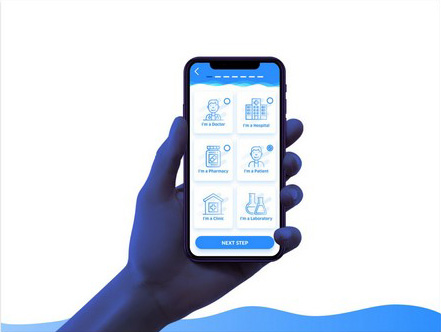 I'm a Doctor
I'm a Hospital
I'm a Pharmacy
I'm a Patient
I'm a Clinic
I'm a Laboratory
NEXT STEP